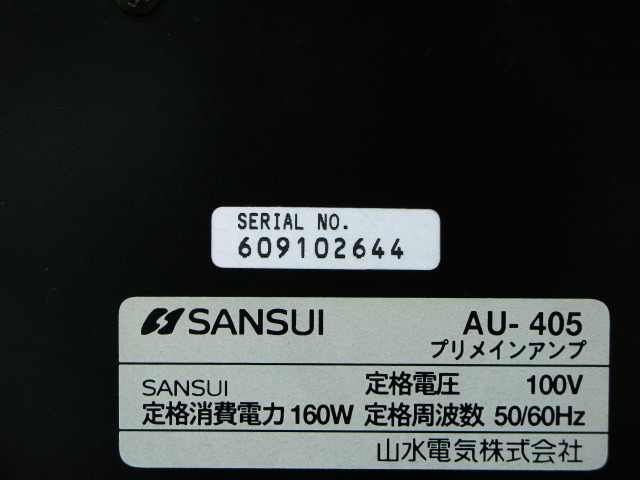 SERIAL NO.
609102644
SANSUI AU-405
プリメインアンプ
SANSUI 定格電圧 100V
定格消費電力 160W 定格周波数 50/60Hz
山水電気株式会社